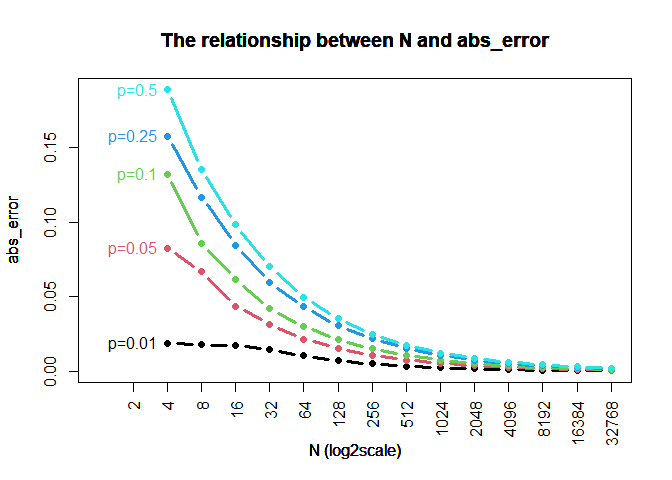 The relationship between N and abs_error
abs_error
0.15
0.10
0.05
0.00
p=0.5
p=0.25
p=0.1
p=0.05
p=0.01
2 4 8 16 32 64 128 256 512 1024 2048 4096 8192 16384 32768
N (log2scale)